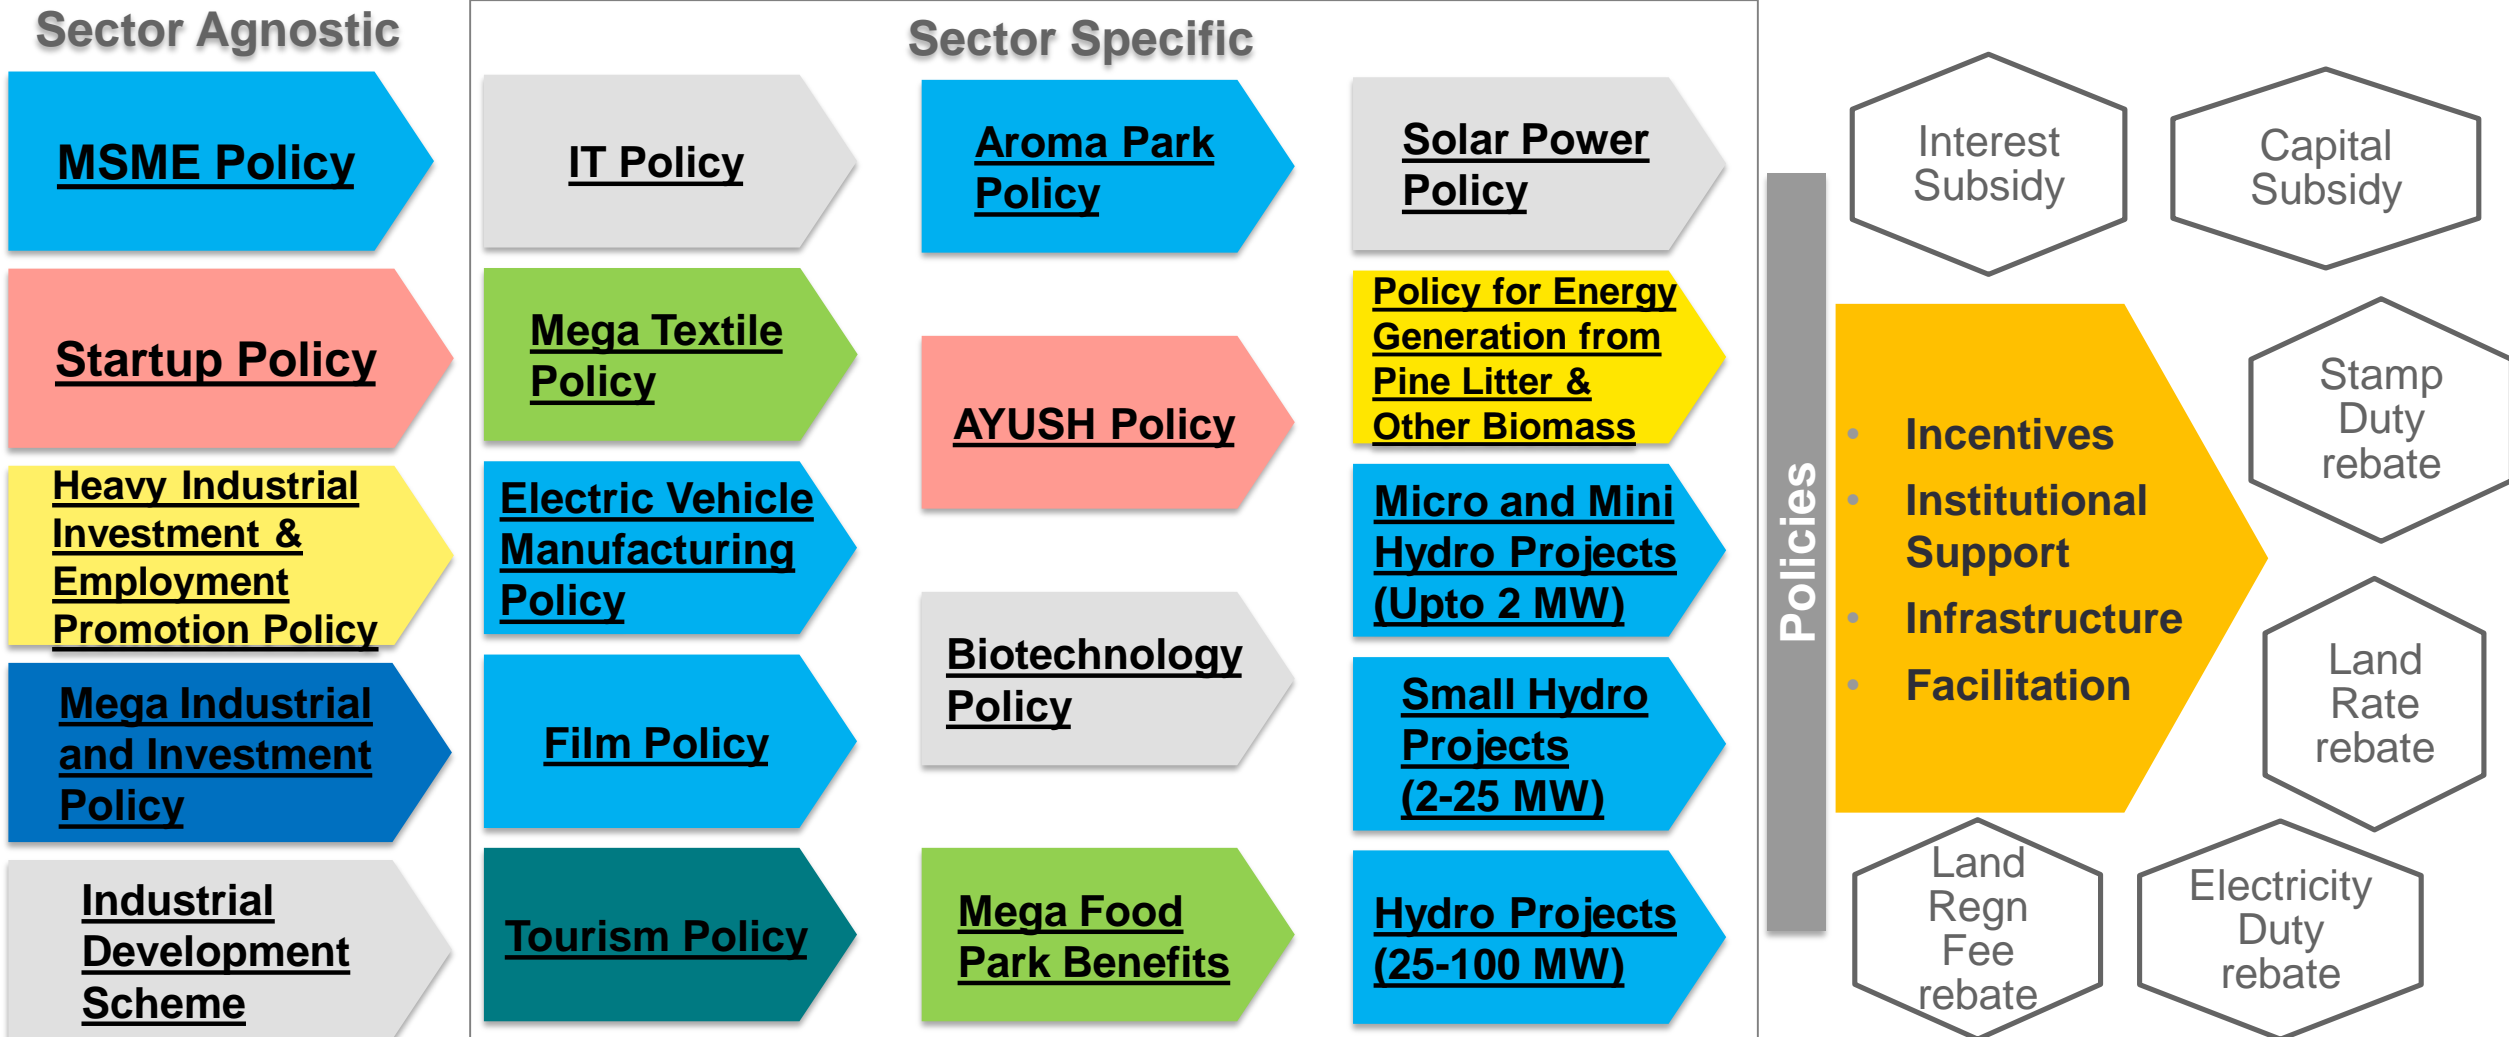 Sector Agnostic
MSME Policy
Startup Policy
Heavy Industrial
Investment &
Employment
Promotion Policy
Mega Industrial
and Investment
Policy
Industrial
Development
Scheme
Sector Specific
IT Policy
Mega Textile
Policy
Electric Vehicle
Manufacturing
Policy
Film Policy
Tourism Policy
Aroma Park
Policy
AYUSH Policy
Biotechnology
Policy
Mega Food
Park Benefits
Solar Power
Policy
Policy for Energy
Generation from
Pine Litter &
Other Biomass
Micro and Mini
Hydro Projects
(Upto 2 MW)
Small Hydro
Projects
(2-25 MW)
Hydro Projects
(25-100 MW)
Policies
• Incentives
• Institutional
Support
• Infrastructure
• Facilitation
Interest
Subsidy
Capital
Subsidy
Stamp
Duty
rebate
Land
Rate
rebate
Land
Regn
Fee
rebate
Electricity
Duty
rebate